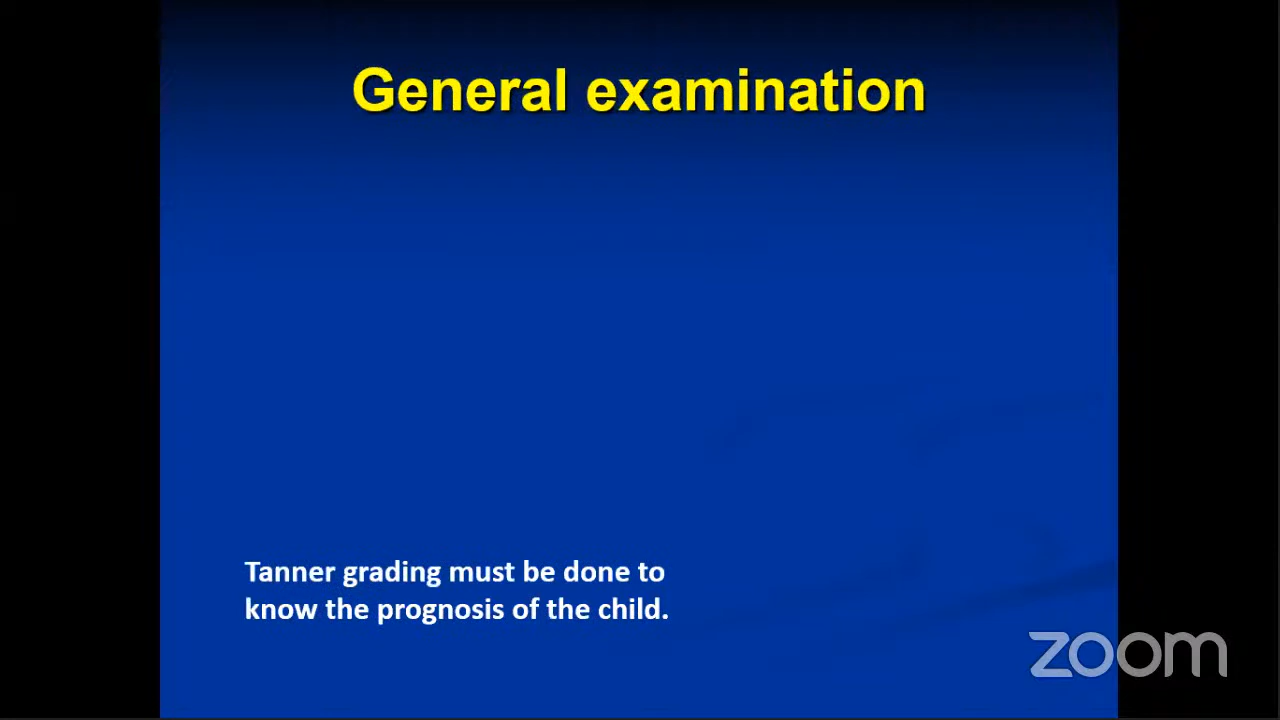 General examination
Tanner grading must be done to
know the prognosis of the child.
zoom